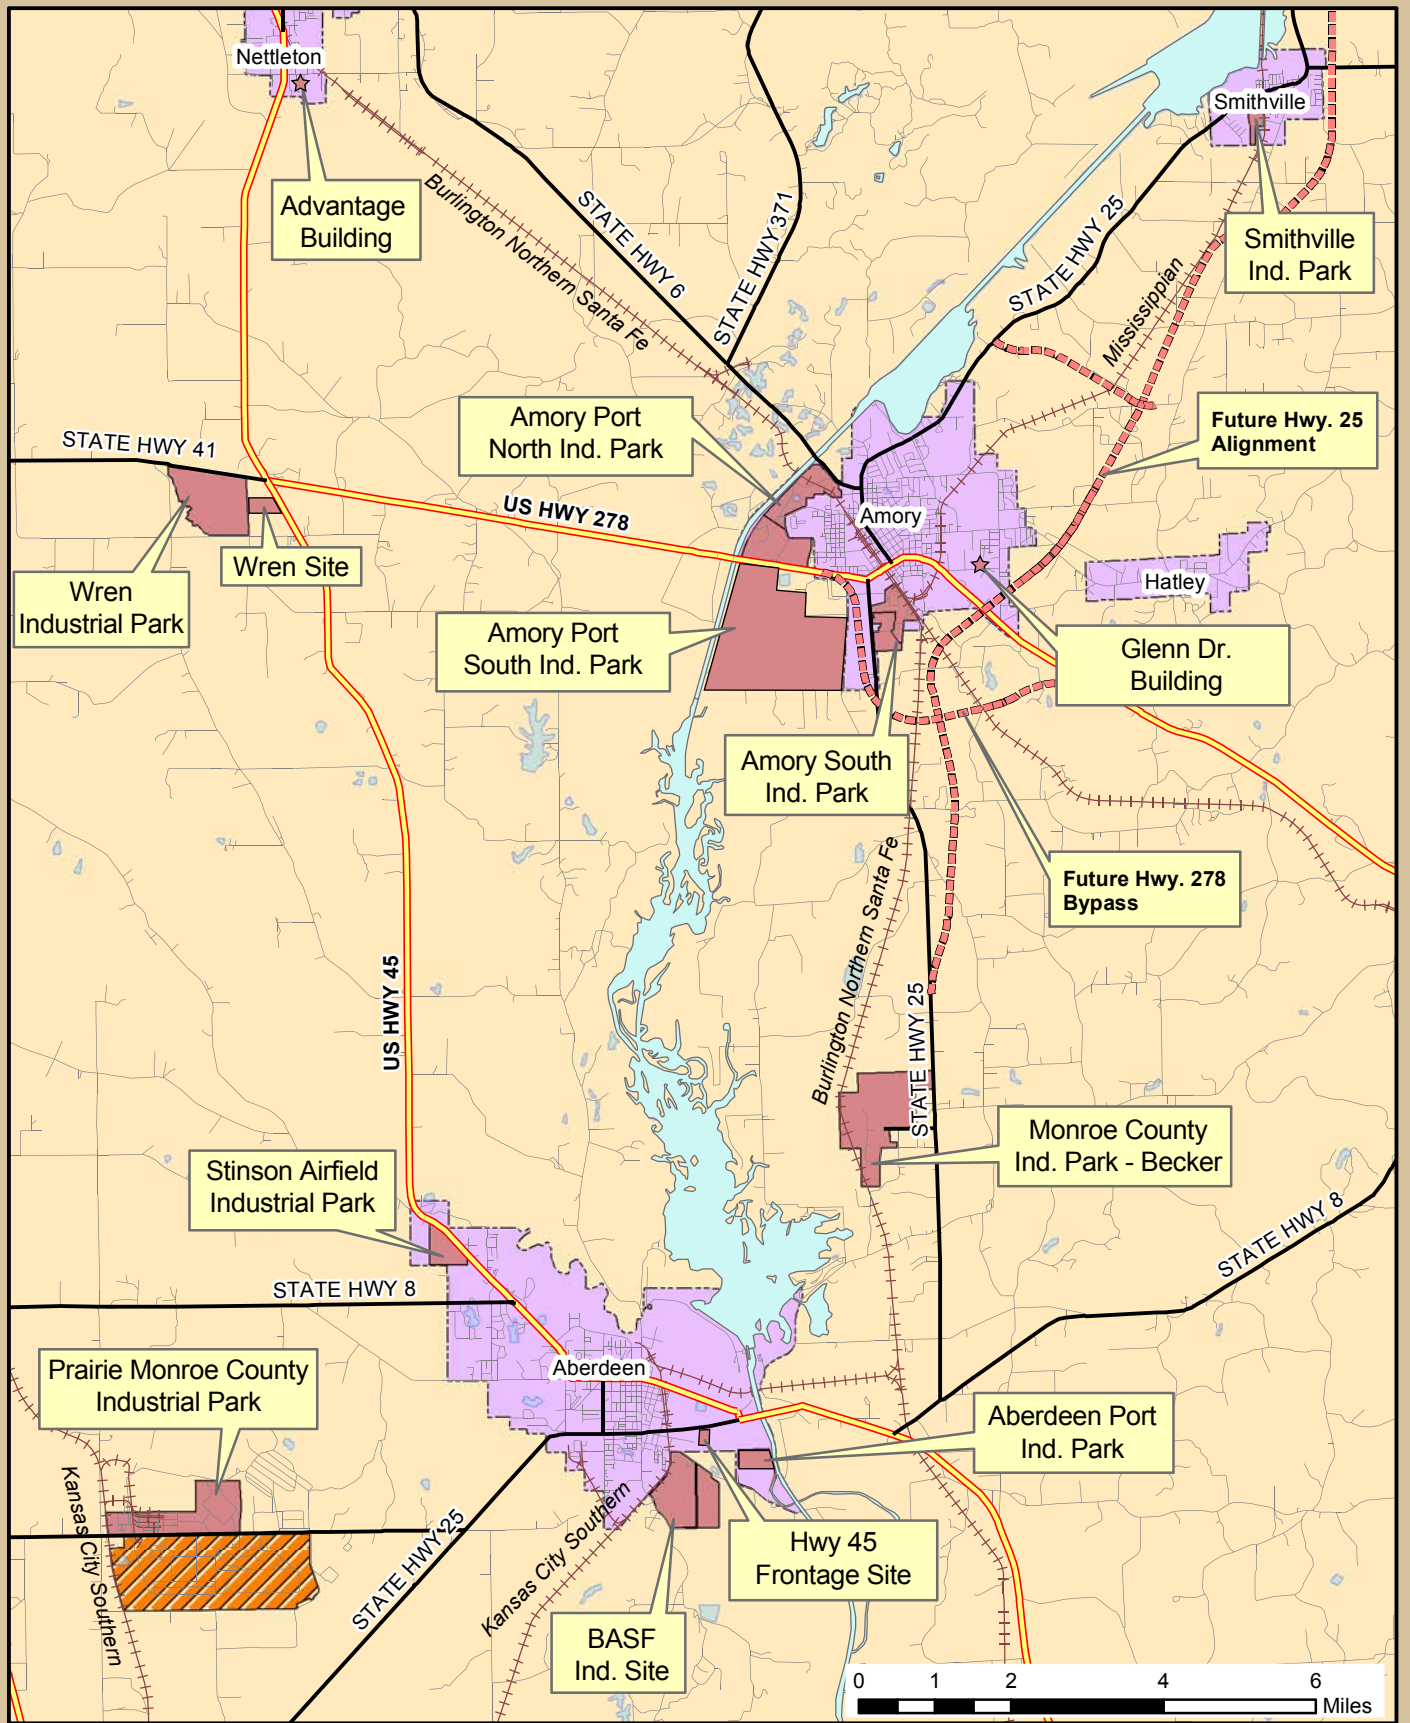 Nettleton
Smithville
Advantage
Building
Burlington Northern Santa Fe
STATE HWY 6
STATE HWY 371
STATE HWY 25
Mississippian
Smithville
Ind. Park
Amory Port
North Ind. Park
Future Hwy. 25
Alignment
STATE HWY 41
US HWY 278
Amory
Wren Site
Wren
Industrial Park
Hatley
Amory Port
South Ind. Park
Glenn Dr.
Building
Amory South
Ind. Park
Future Hwy. 278
Bypass
Burlington Northern Santa Fe
US HWY 45
STATE HWY 25
Monroe County
Ind. Park - Becker
Stinson Airfield
Industrial Park
STATE HWY 8
STATE HWY 8
Prairie Monroe County
Industrial Park
Aberdeen
Aberdeen Port
Ind. Park
Kansas City Southern
STATE HWY 25
Kansas City Southern
Hwy 45
Frontage Site
BASF
Ind. Site
0 1 2 4 6
Miles